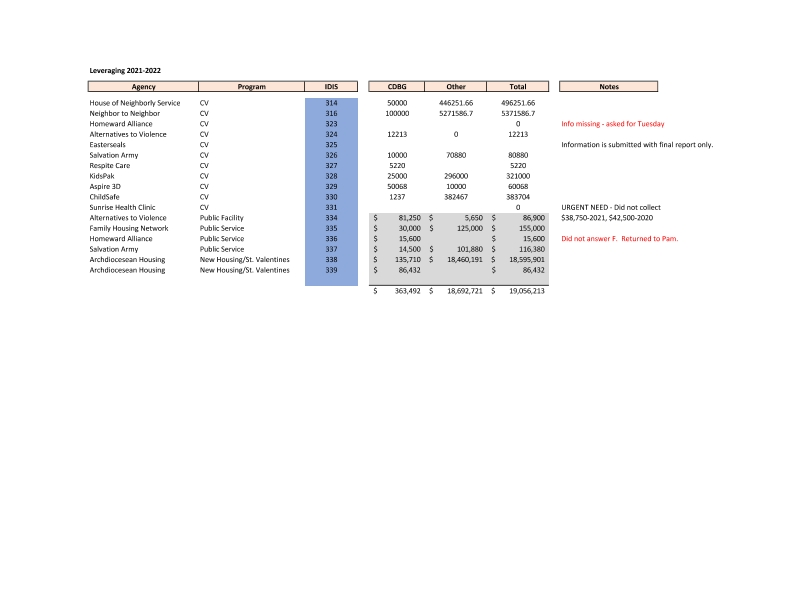 Leveraging 2021-2022
Agency Program IDIS CDBG Other Total Notes
House of Neighborly Service CV 314 50000 446251.66 496251.66
Neighbor to Neighbor CV 316 100000 5271586.7 5371586.7
Homeward Alliance CV 323 0 Info missing - asked for Tuesday
Alternatives to Violence CV 324 12213 0 12213
Easterseals CV 325 Information is submitted with final report only.
Salvation Army CV 326 10000 70880 80880
Respite Care CV 327 5220 5220
KidsPak CV 328 25000 296000 321000
Aspire 3D CV 329 50068 10000 60068
ChildSafe CV 330 1237 382467 383704
Sunrise Health Clinic CV 331 0 URGENT NEED - Did not collect
Alternatives to Violence Public Facility 334 $ 81,250 $ 5,650 $ 86,900 $38,750-2021, $42,500-2020
Family Housing Network Public Service 335 $ 30,000 $ 125,000 $ 155,000
Homeward Alliance Public Service 336 $ 15,600 $ 15,600 Did not answer F. Returned to Pam.
Salvation Army Public Service 337 $ 14,500 $ 101,880 $ 116,380
Archdiocesean Housing New Housing/St. Valentines 338 $ 135,710 $ 18,460,191 $ 18,595,901
Archdiocesean Housing New Housing/St. Valentines 339 $ 86,432 $ 86,432
$ 363,492 $ 18,692,721 $ 19,056,213